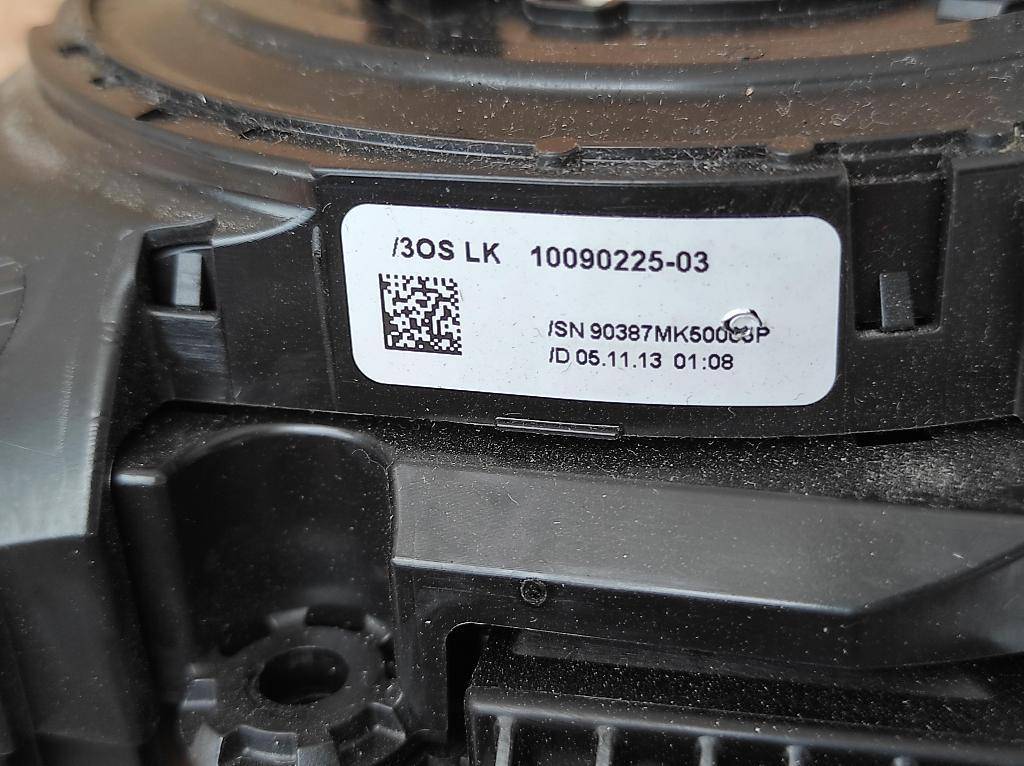 /3OS LK 10090225-03
/SN
/D 05.11.13 01:08